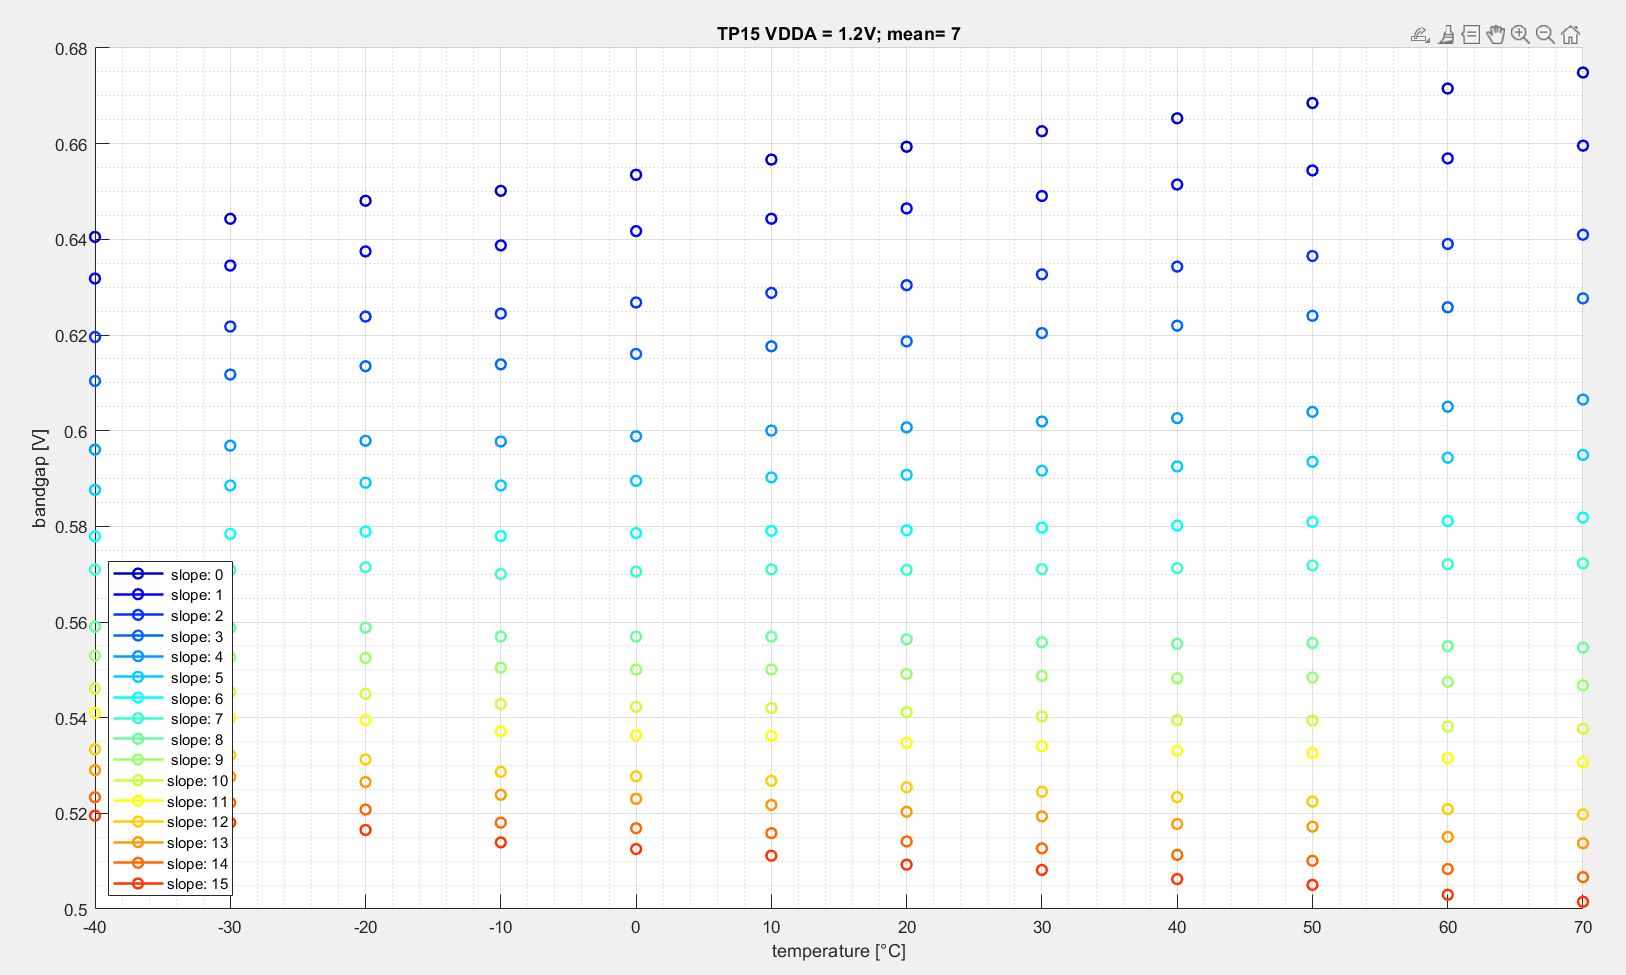 TP15 VDDA = 1.2V; mean= 7
0.68
0.66
0.64
0.62
0.6
0.58
0.56
0.54
0.52
0.5
bandgap [V]
slope: 0
slope: 1
slope: 2
slope: 3
slope: 4
slope: 5
slope: 6
slope: 7
slope: 8
slope: 9
slope: 10
slope: 11
slope: 12
slope: 13
slope: 14
slope: 15
-40 -30 -20 -10 0 10 20 30 40 50 60 70
temperature [°C]